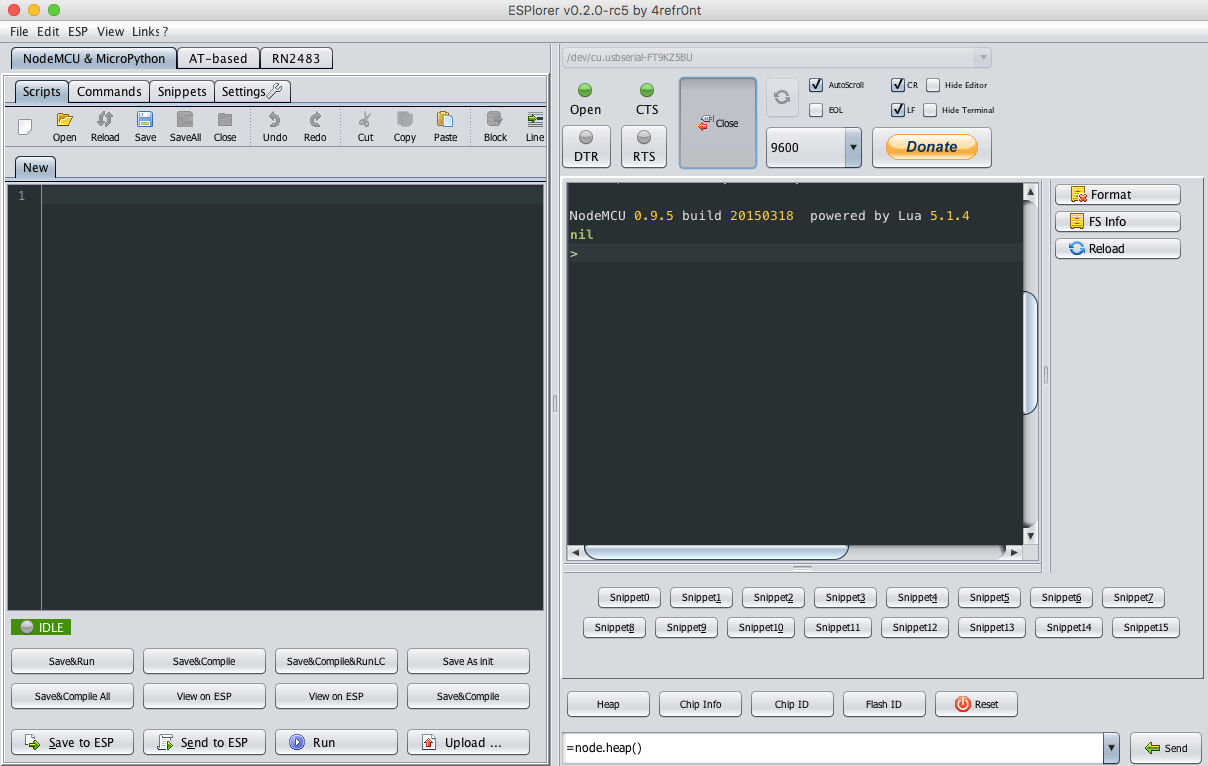 ESPlorer v0.2.0-rc5 by 4refr0nt
File Edit ESP View Links ?
NodeMCU & MicroPython AT-based RN2483
Scripts Commands Snippets Settings
Open Reload Save SaveAll Close Undo Redo Cut Copy Paste Block Line
New
1
IDLE
Save&Run Save&Compile Save&Compile&RunLC Save As init
Save&Compile All View on ESP View on ESP Save&Compile
Save to ESP Send to ESP Run Upload ...
/dev/cu.usbserial-FT9KZ5BU
Open CTS Close AutoScroll CR Hide Editor
EOL LF Hide Terminal
DTR RTS 9600 Donate
NodeMCU 0.9.5 build 20150318 powered by Lua 5.1.4
nil
>
Format
FS Info
Reload
Snippet0 Snippet1 Snippet2 Snippet3 Snippet4 Snippet5 Snippet6 Snippet7
Snippet8 Snippet9 Snippet10 Snippet11 Snippet12 Snippet13 Snippet14 Snippet15
Heap Chip Info Chip ID Flash ID Reset
=node.heap() Send